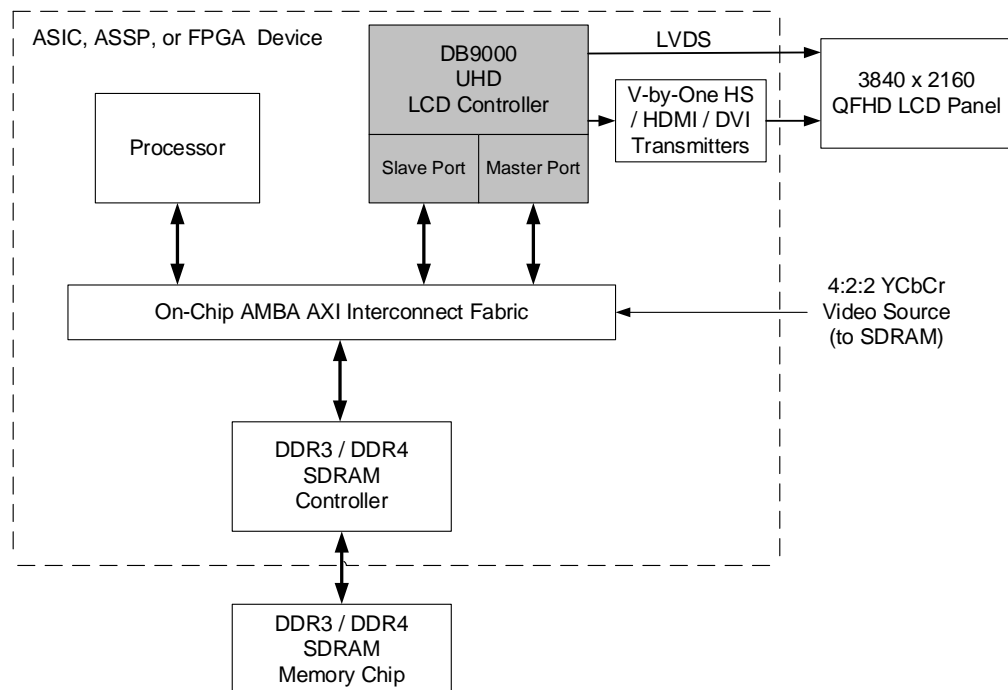 ASIC, ASSP, or FPGA Device
DB9000
UHD
LCD Controller
Slave Port
Master Port
LVDS
V-by-One HS
/ HDMI / DVI
Transmitters
3840 x 2160
QFHD LCD Panel
Processor
On-Chip AMBA AXI Interconnect Fabric
4:2:2 YCbCr
Video Source
(to SDRAM)
DDR3 / DDR4
SDRAM
Controller
DDR3 / DDR4
SDRAM
Memory Chip